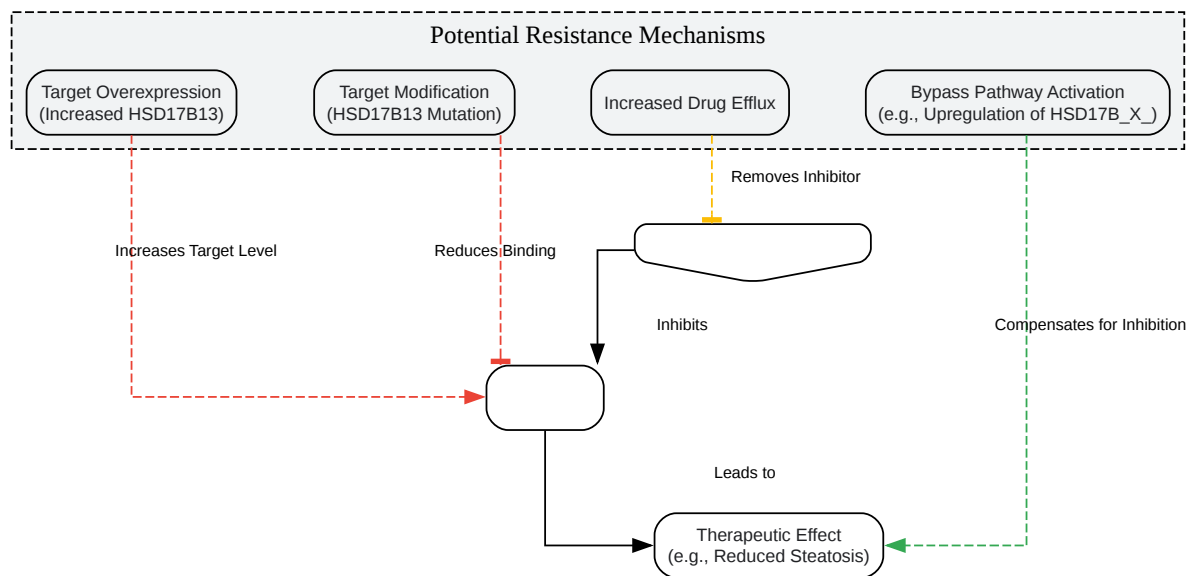 Potential Resistance Mechanisms
Target Overexpression
(Increased HSD17B13)
Target Modification
(HSD17B13 Mutation)
Increased Drug Efflux
Bypass Pathway Activation
(e.g., Upregulation of HSD17B_X_)
Removes Inhibitor
Increases Target Level
Reduces Binding
Inhibits
Compensates for Inhibition
Leads to
Therapeutic Effect
(e.g., Reduced Steatosis)